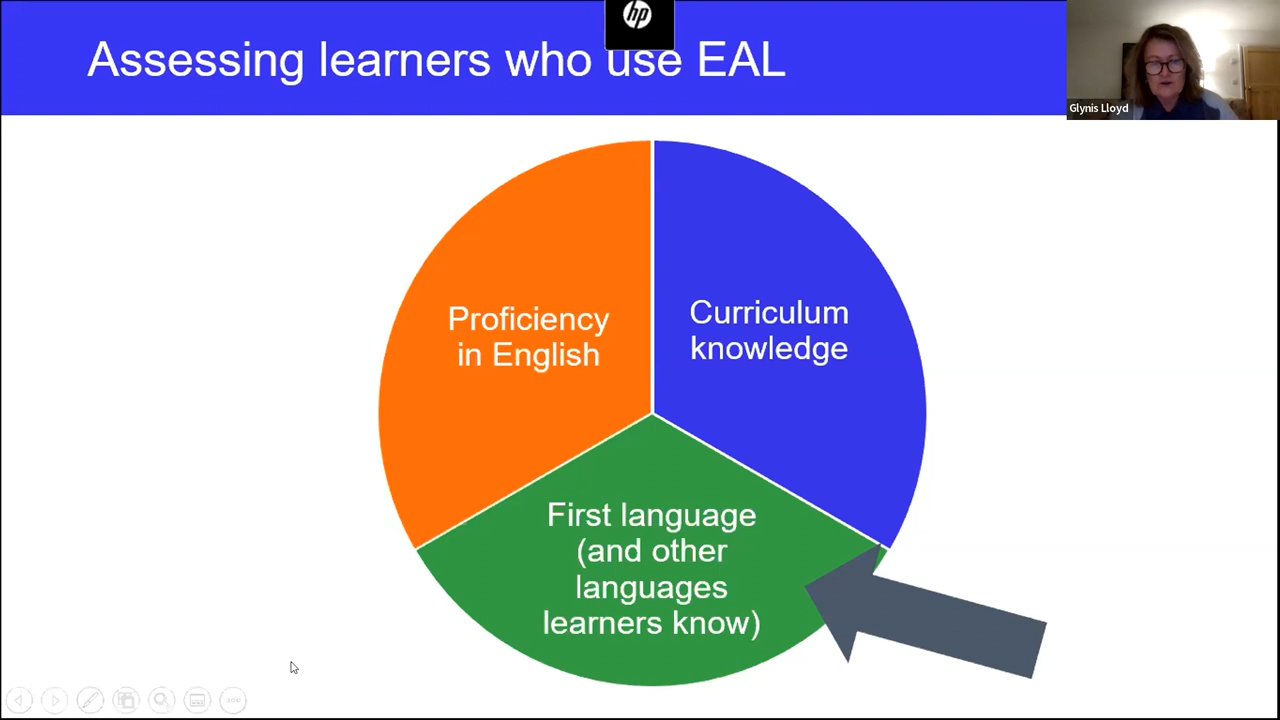 hp
Assessing learners who use EAL
Glynis Lloyd
Proficiency
in English
Curriculum
knowledge
First language
(and other
languages
learners know)